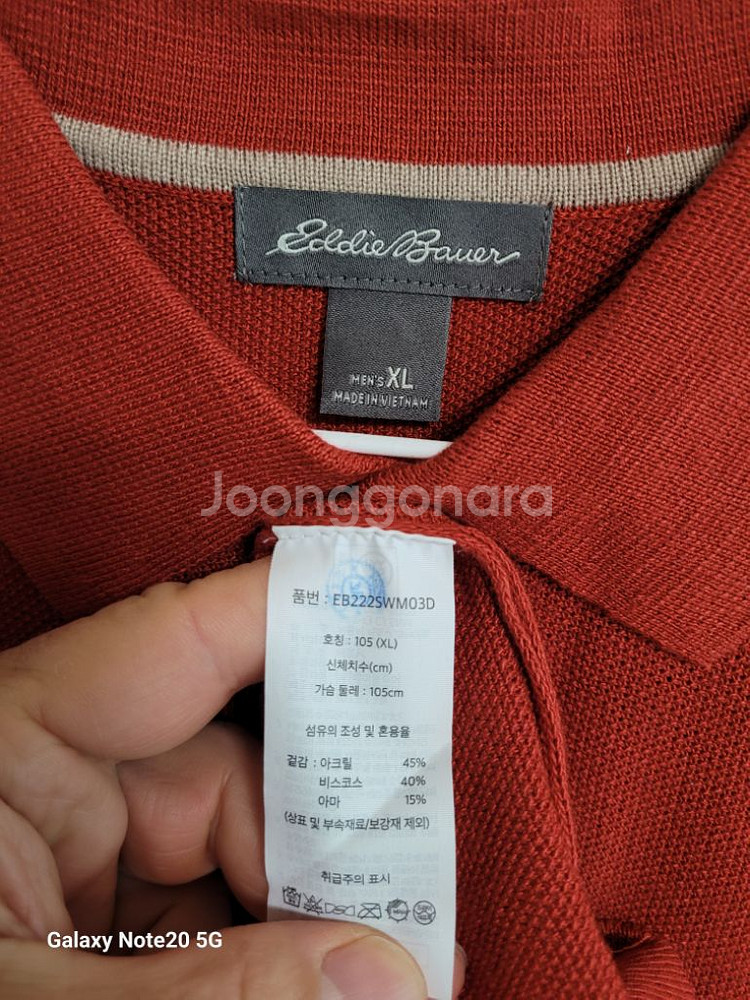 Eddie Bauer
MEN'S XL
MADE IN VIETNAM
Joonggonara
품번 : EB222SWM03D
호칭 : 105 (XL)
신체치수(cm)
가슴 둘레 : 105cm
섬유의 조성 및 혼용율
겉감 : 아크릴 45%
비스코스 40%
아마 15%
(상표 및 부속재료/보강재 제외)
취급주의 표시
Galaxy Note20 5G